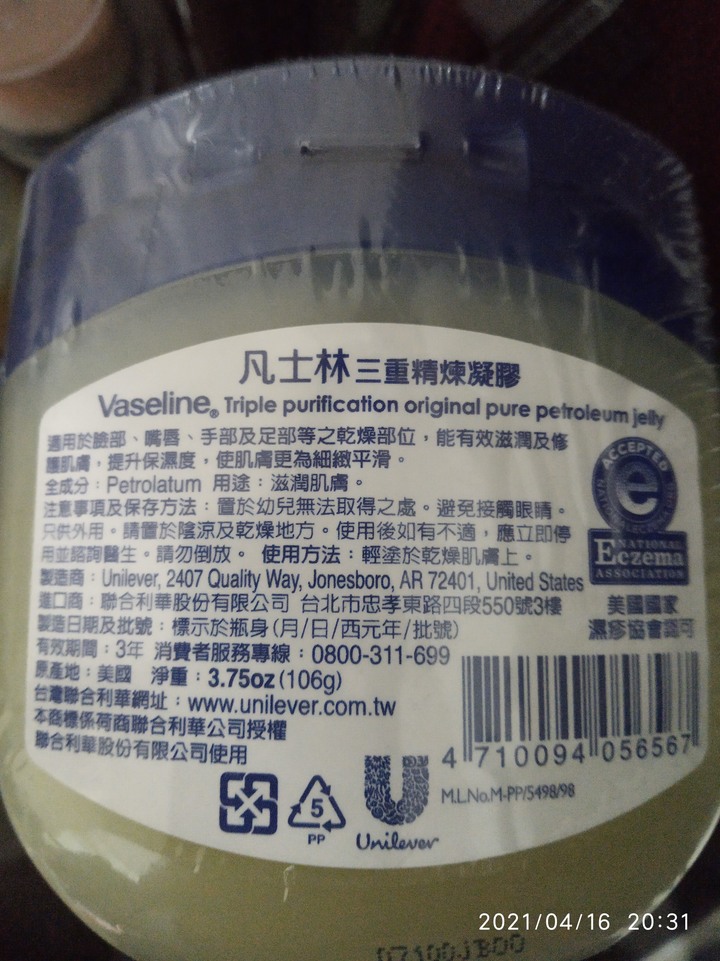 凡士林三重精煉凝膠
Vaseline® Triple purification original pure petroleum jelly
適用於臉部、嘴唇、手部及足部等之乾燥部位，能有效滋潤及修
護肌膚，提升保濕度，使肌膚更為細緻平滑。
全成分：Petrolatum 用途：滋潤肌膚。
注意事項及保存方法：置於幼兒無法取得之處。避免接觸眼睛。
只供外用。請置於陰涼及乾燥地方。使用後如有不適，應立即停
用並諮詢醫生。請勿倒放。 使用方法：輕塗於乾燥肌膚上。
製造商：Unilever, 2407 Quality Way, Jonesboro, AR 72401, United States
進口商：聯合利華股份有限公司 台北市忠孝東路四段550號3樓
製造日期及批號：標示於瓶身(月/日/西元年/批號)
有效期間：3年 消費者服務專線：0800-311-699
原產地：美國 淨重：3.75oz(106g)
台灣聯合利華網址：www.unilever.com.tw
本商標係荷商聯合利華公司授權
聯合利華股份有限公司使用
ACCEPTED
e
NATIONAL
Eczema
ASSOCIATION
美國國家
濕疹協會認可
4 710094 056567
M.L.No.M-PP/5498/98
5
PP
Unilever
2021/04/16 20:31